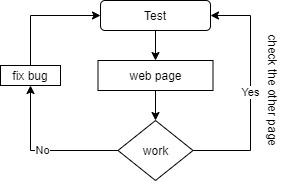 Test
fix bug
web page
Yes
check the other page
No
work